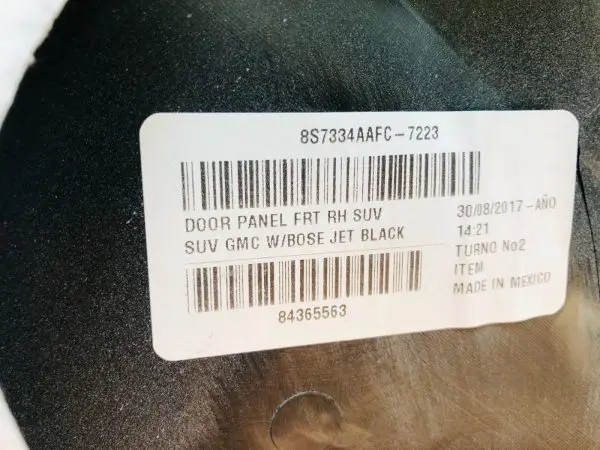 8S7334AAFC-7223
DOOR PANEL FRT RH SUV
SUV GMC W/BOSE JET BLACK
30/08/2017-AÑO
14:21
TURNO No2
ITEM
MADE IN MEXICO
84365563